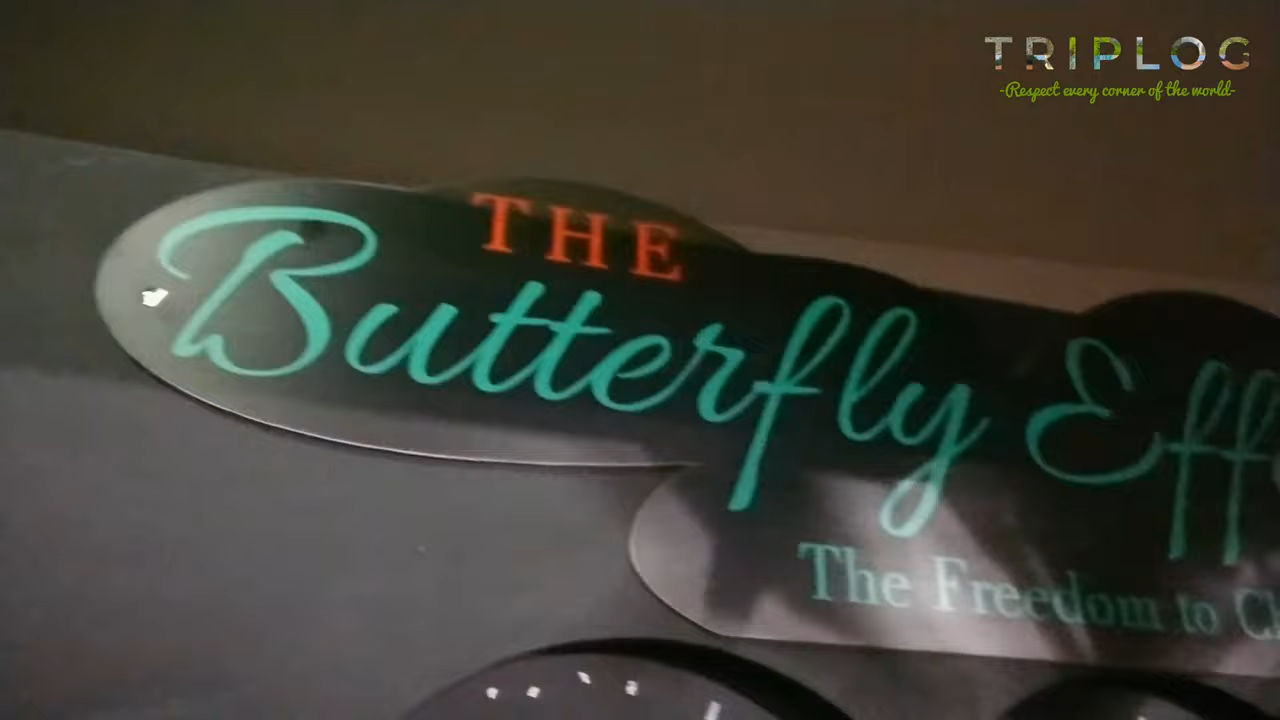 TRIPLOG
-Respect every corner of the world-
THE
Butterfly Eff
The Freedom to